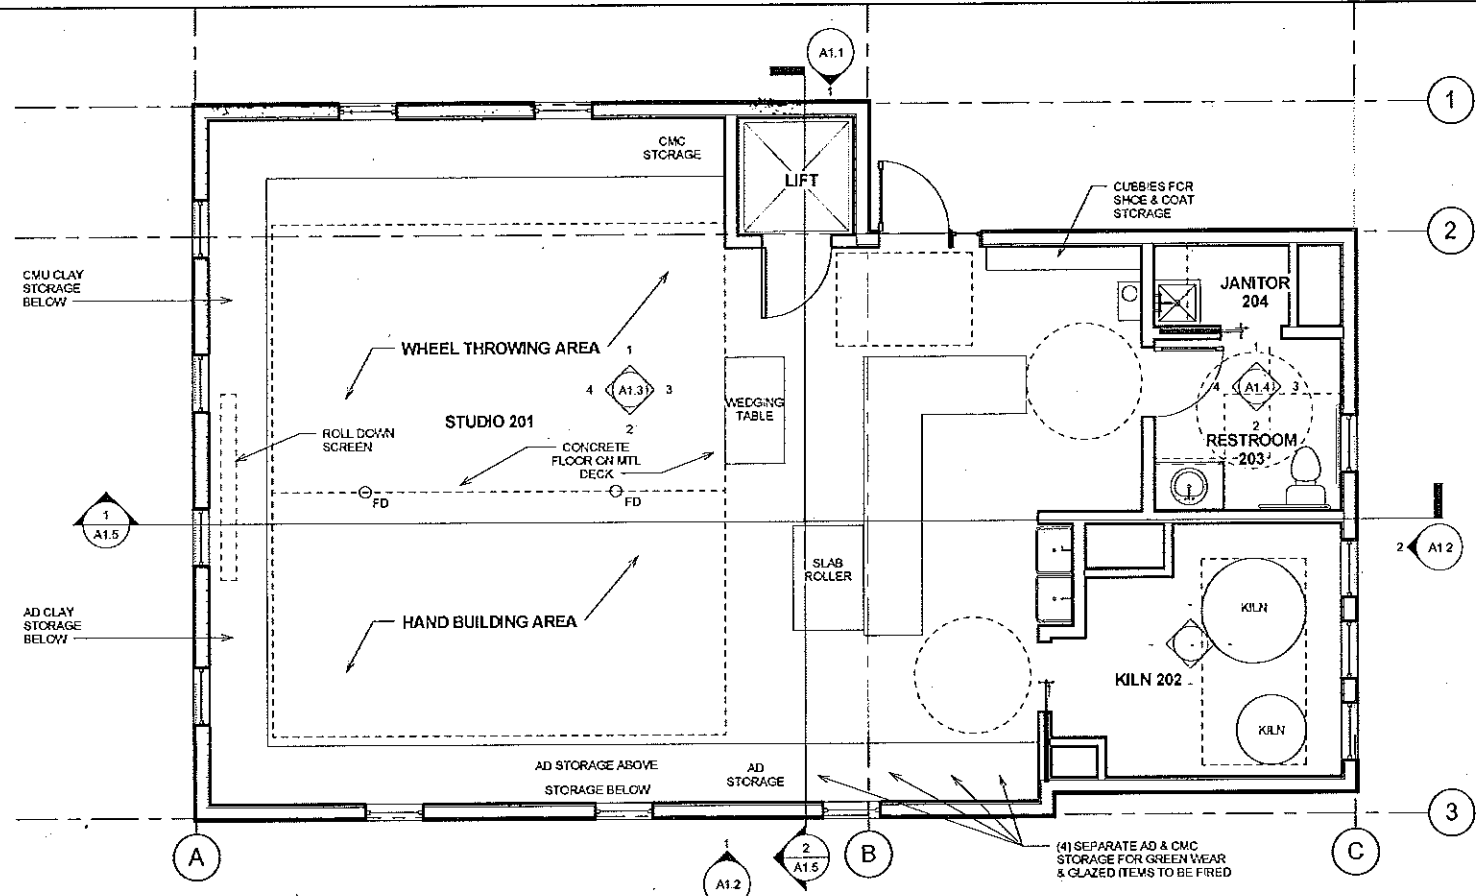 A1.1
1
1
CMC
STORAGE
LIFT
CUBBIES FOR
SHOE & COAT
STORAGE
2
CMU CLAY
STORAGE
BELOW
JANITOR
204
WHEEL THROWING AREA
1
4 A1.3 3
2
1
4 A1.4 3
2
WEDGING
TABLE
STUDIO 201
ROLL DOWN
SCREEN
CONCRETE
FLOOR ON MTL
DECK
RESTROOM
203
FD
FD
1
A1.5
2 A1.2
SLAB
ROLLER
AD CLAY
STORAGE
BELOW
HAND BUILDING AREA
KILN
KILN 202
KILN
AD STORAGE ABOVE
STORAGE BELOW
AD
STORAGE
3
A
1
A1.2
2
A1.5
B
(4) SEPARATE AD & CMC
STORAGE FOR GREEN WEAR
& GLAZED ITEMS TO BE FIRED
C